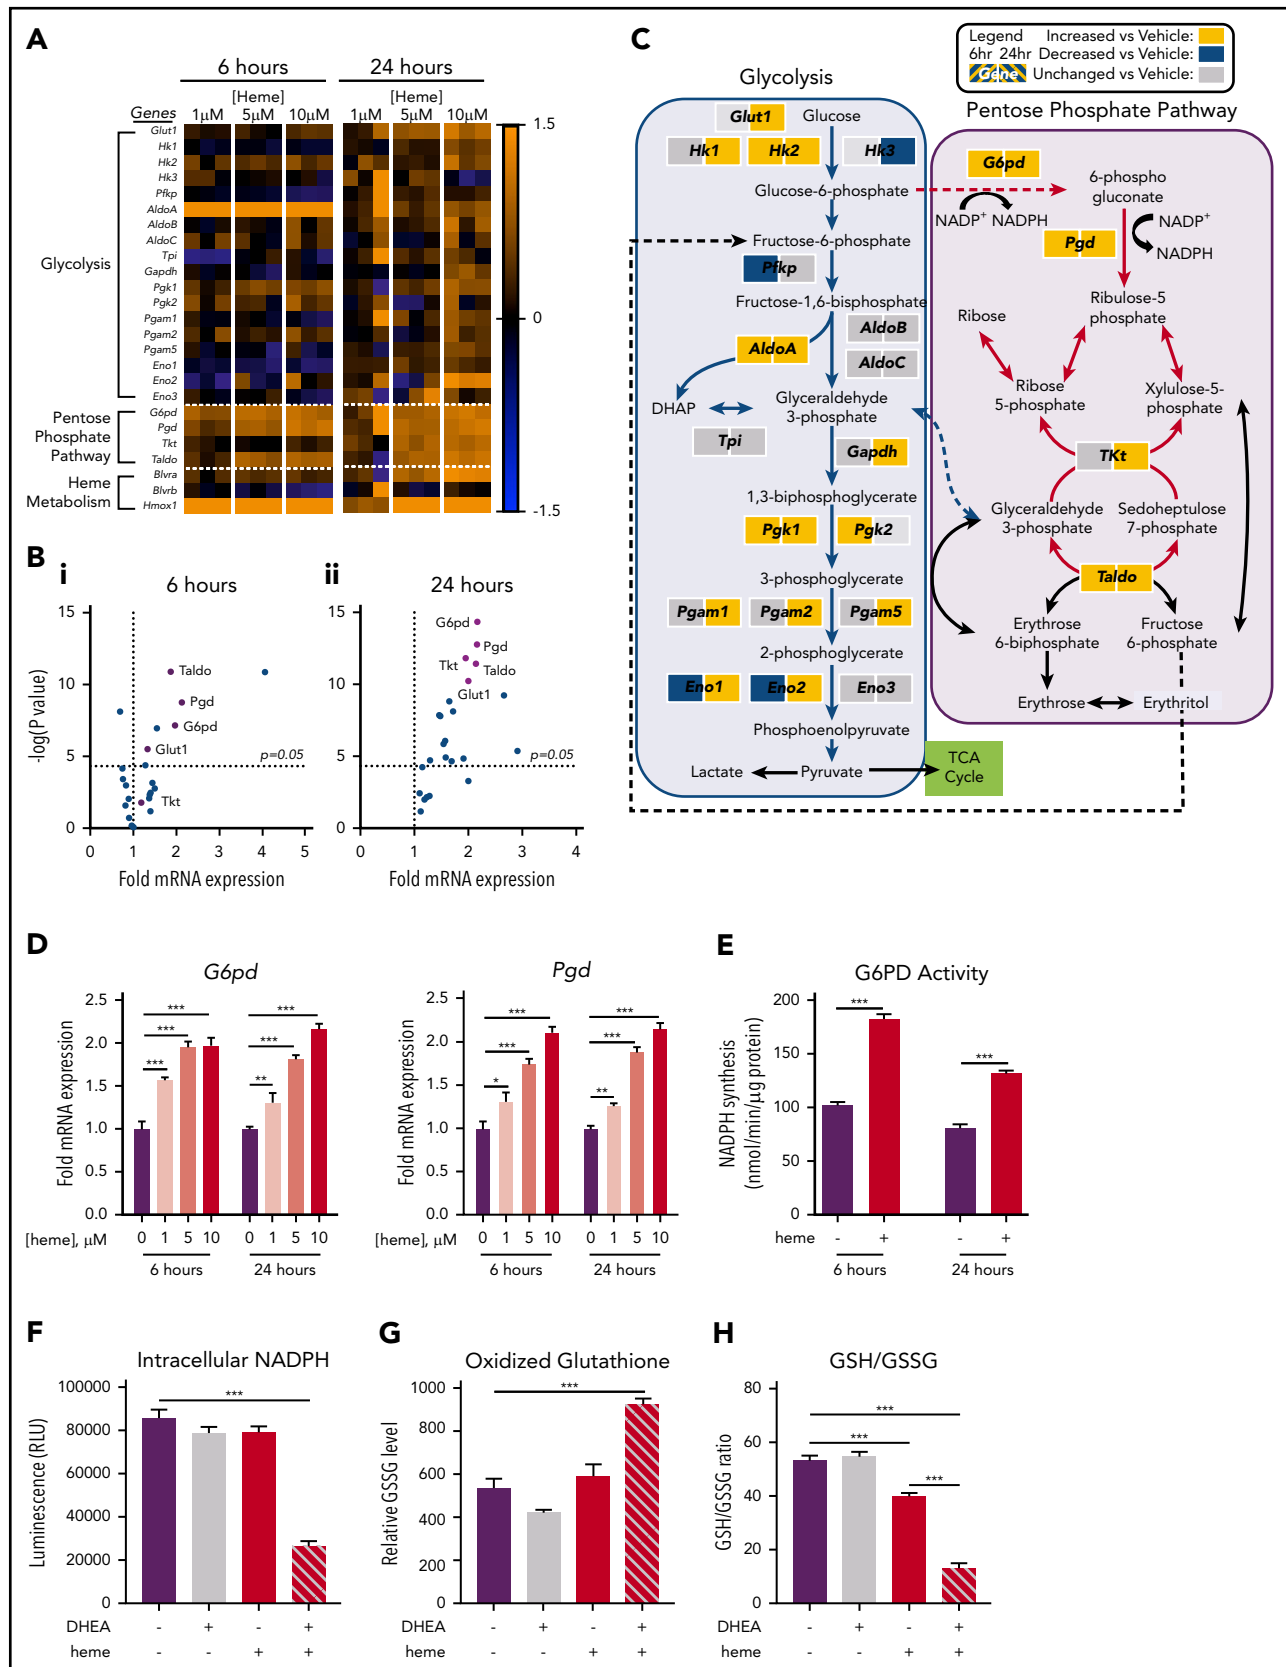 A
6 hours
24 hours
[Heme]
[Heme]
Genes
1µM 5µM 10µM
1µM 5µM 10µM
Glut1
Hk1
Hk2
Hk3
Pfkp
AldoA
AldoB
AldoC
Tpi
Gapdh
Pgk1
Pgk2
Pgam1
Pgam2
Pgam5
Eno1
Eno2
Eno3
G6pd
Pgd
Tkt
Taldo
Blvra
Blvrb
Hmox1
Glycolysis
Pentose
Phosphate
Pathway
Heme
Metabolism
1.5
0
-1.5
B
i
6 hours
15
10
5
0
0 1 2 3 4 5
-log(P value)
Fold mRNA expression
Taldo
Pgd
G6pd
Glut1
p=0.05
Tkt
ii
24 hours
15
10
5
0
0 1 2 3 4
Fold mRNA expression
G6pd
Pgd
Tkt
Taldo
Glut1
p=0.05
C
Legend
6hr 24hr
Gene
Increased vs Vehicle:
Decreased vs Vehicle:
Unchanged vs Vehicle:
Glycolysis
Glut1
Glucose
Hk1
Hk2
Hk3
Glucose-6-phosphate
Fructose-6-phosphate
Pfkp
Fructose-1,6-bisphosphate
AldoB
AldoA
AldoC
DHAP
Glyceraldehyde
3-phosphate
Tpi
Gapdh
1,3-biphosphoglycerate
Pgk1
Pgk2
3-phosphoglycerate
Pgam1
Pgam2
Pgam5
2-phosphoglycerate
Eno1
Eno2
Eno3
Phosphoenolpyruvate
Lactate
Pyruvate
TCA
Cycle
Pentose Phosphate Pathway
G6pd
6-phospho
gluconate
NADP+ NADPH
NADP+
Pgd
NADPH
Ribulose-5
phosphate
Ribose
Ribose
5-phosphate
Xylulose-5-
phosphate
TKt
Glyceraldehyde
3-phosphate
Sedoheptulose
7-phosphate
Taldo
Erythrose
6-biphosphate
Fructose
6-phosphate
Erythrose
Erythritol
D
G6pd
Fold mRNA expression
2.5
2.0
1.5
1.0
0.5
0.0
***
***
***
***
***
**
[heme], µM
0 1 5 10 0 1 5 10
6 hours
24 hours
Pgd
Fold mRNA expression
2.5
2.0
1.5
1.0
0.5
0.0
***
***
*
***
***
**
[heme], µM
0 1 5 10 0 1 5 10
6 hours
24 hours
E
G6PD Activity
NADPH synthesis
(nmol/min/µg protein)
200
150
100
50
0
***
***
heme - + - +
6 hours
24 hours
F
Intracellular NADPH
Luminescence (RLU)
100000
80000
60000
40000
20000
0
***
DHEA - + - +
heme - - + +
G
Oxidized Glutathione
Relative GSSG level
1000
800
600
400
200
0
***
DHEA - + - +
heme - - + +
H
GSH/GSSG
GSH/GSSG ratio
80
60
40
20
0
***
***
***
DHEA - + - +
heme - - + +